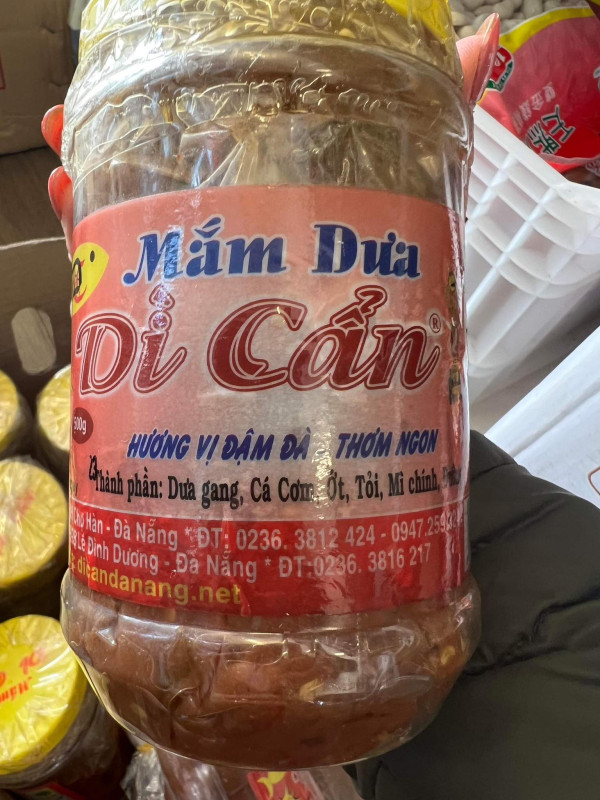 Mắm Dưa
Dì Cẩn®
500g
HƯƠNG VỊ ĐẬM ĐÀ THƠM NGON
Thành phần: Dưa gang, Cá Cơm, Ớt, Tỏi, Mì chính,
Chợ Hàn - Đà Nẵng * ĐT: 0236. 3812 424 - 0947.259
Lê Đình Dương - Đà Nẵng * ĐT:0236. 3816 217
dicandanang.net